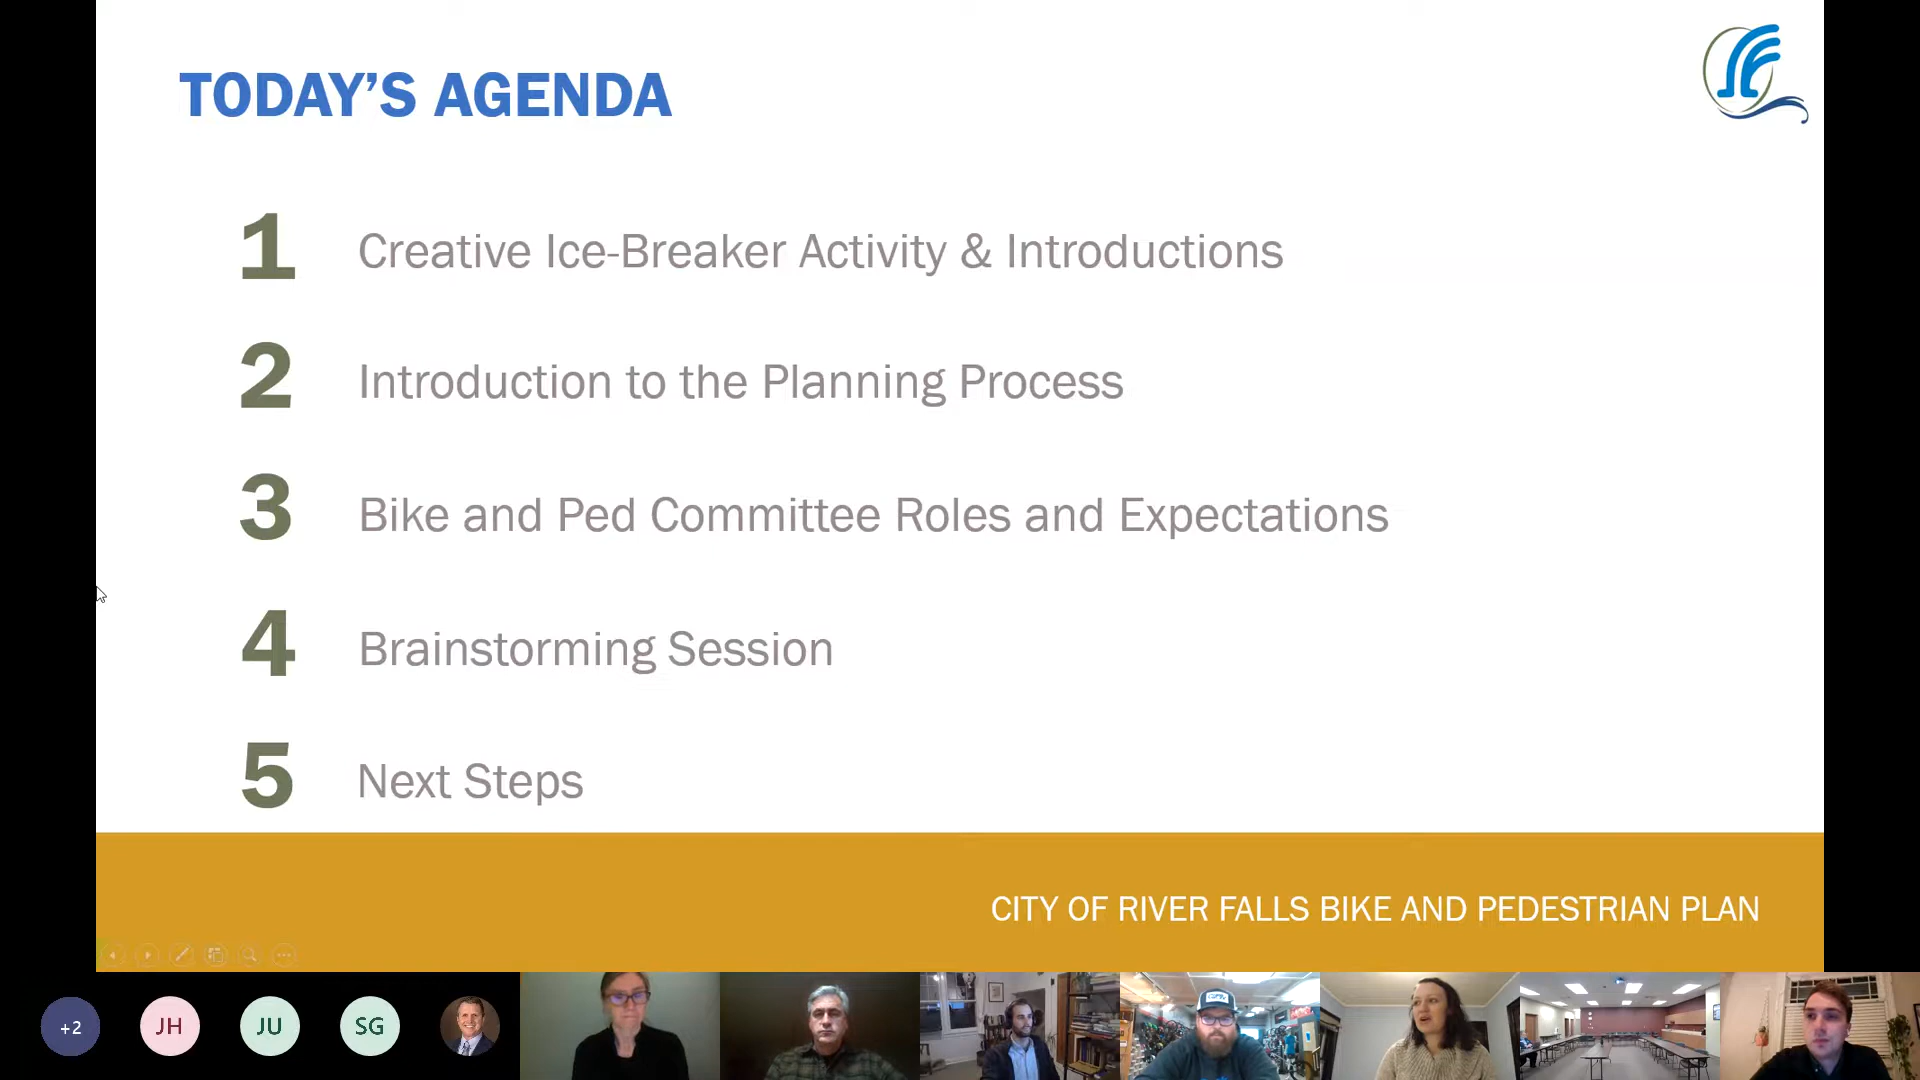 TODAY’S AGENDA
1 Creative Ice-Breaker Activity & Introductions
2 Introduction to the Planning Process
3 Bike and Ped Committee Roles and Expectations
4 Brainstorming Session
5 Next Steps
CITY OF RIVER FALLS BIKE AND PEDESTRIAN PLAN
+2 JH JU SG